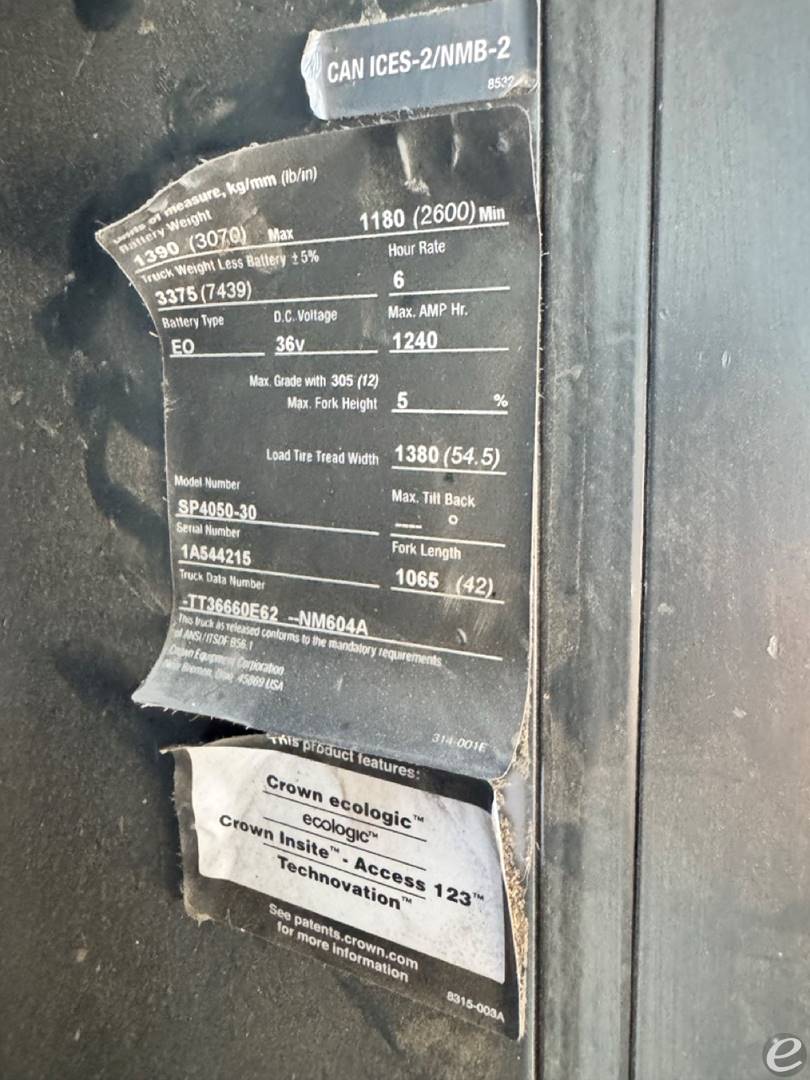 CAN ICES-2/NMB-2
8532
Units of measure, kg/mm (lb/in)
Battery Weight
1390 (3070) Max 1180 (2600) Min
Truck Weight Less Battery ±5% Hour Rate
3375 (7439) 6
Battery Type D.C. Voltage Max. AMP Hr.
EO 36v 1240
Max. Grade with 305 (12)
Max. Fork Height 5 %
Load Tire Tread Width 1380 (54.5)
Model Number Max. Tilt Back
SP4050-30 ---- °
Serial Number Fork Length
1A544215 1065 (42)
Truck Data Number
-TT36660E62 --NM604A
This truck as released conforms to the mandatory requirements
of ANSI/ITSDF B56.1
Crown Equipment Corporation
New Bremen, Ohio, 45869 USA
314-001E
This product features:
Crown ecologic™
ecologic™
Crown Insite™ - Access 123™
Technovation™
See patents.crown.com
for more information
8315-003A
e